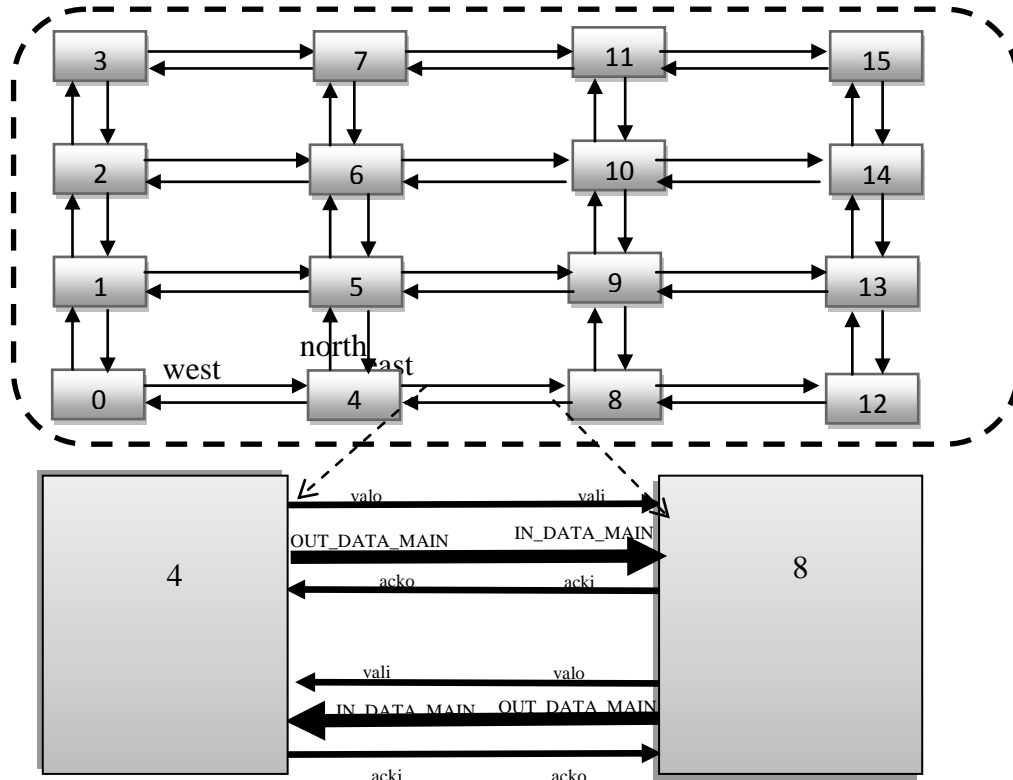 3 7 11 15
2 6 10 14
1 5 9 13
north
west east
0 4 8 12
valo vali
OUT_DATA_MAIN IN_DATA_MAIN
4 8
acko acki
vali valo
IN_DATA_MAIN OUT_DATA_MAIN
acki acko